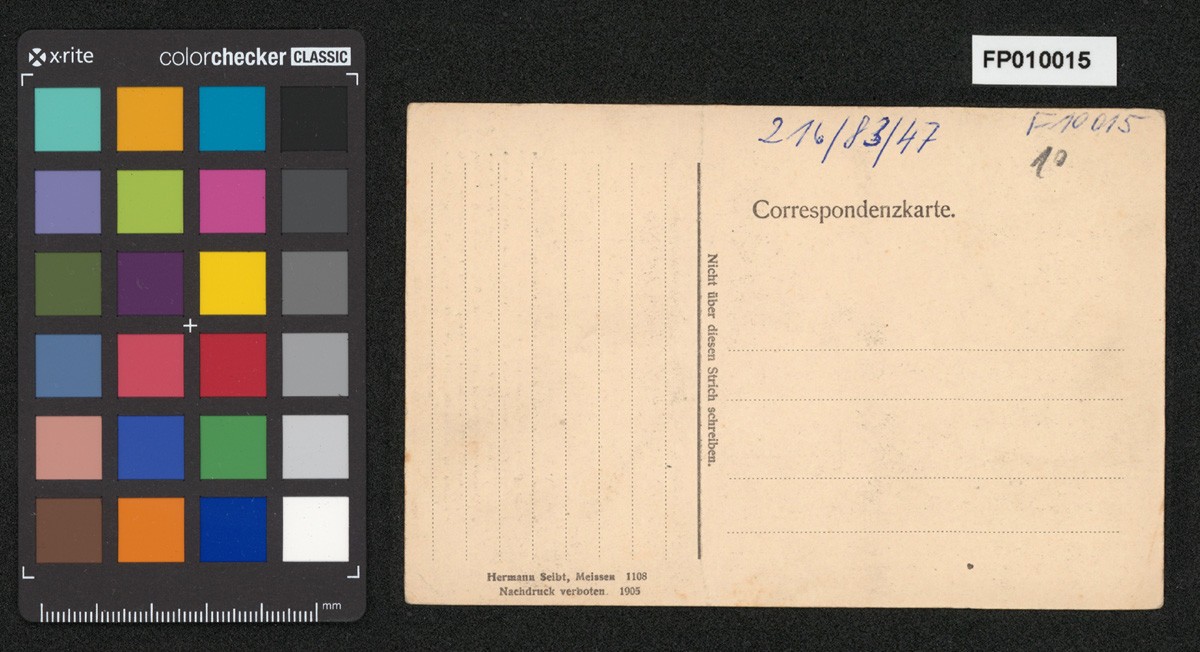 x·rite
colorchecker CLASSIC
mm
FP010015
216/83/47
F10015
10
Correspondenzkarte.
Nicht über diesen Strich schreiben.
Hermann Seibt, Meissen 1108
Nachdruck verboten. 1905